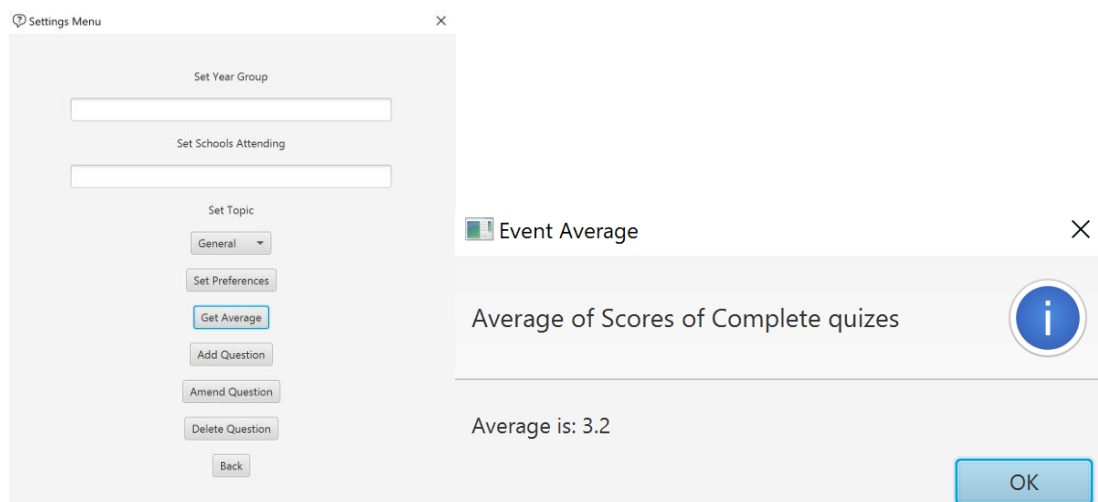 Settings Menu
Set Year Group
Set Schools Attending
Set Topic
General
Set Preferences
Get Average
Add Question
Amend Question
Delete Question
Back
Event Average
Average of Scores of Complete quizes
Average is: 3.2
OK